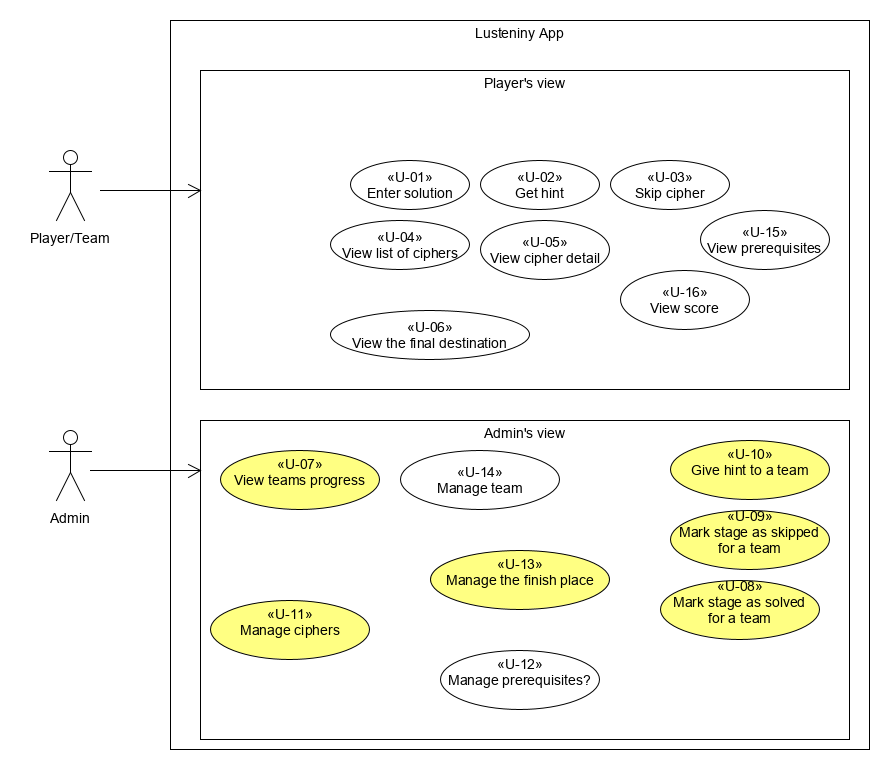 Lusteniny App
Player's view
«U-01»
Enter solution
«U-02»
Get hint
«U-03»
Skip cipher
«U-04»
View list of ciphers
«U-05»
View cipher detail
«U-15»
View prerequisites
«U-16»
View score
«U-06»
View the final destination
Player/Team
Admin's view
«U-07»
View teams progress
«U-14»
Manage team
«U-10»
Give hint to a team
«U-09»
Mark stage as skipped
for a team
«U-13»
Manage the finish place
«U-08»
Mark stage as solved
for a team
«U-11»
Manage ciphers
«U-12»
Manage prerequisites?
Admin